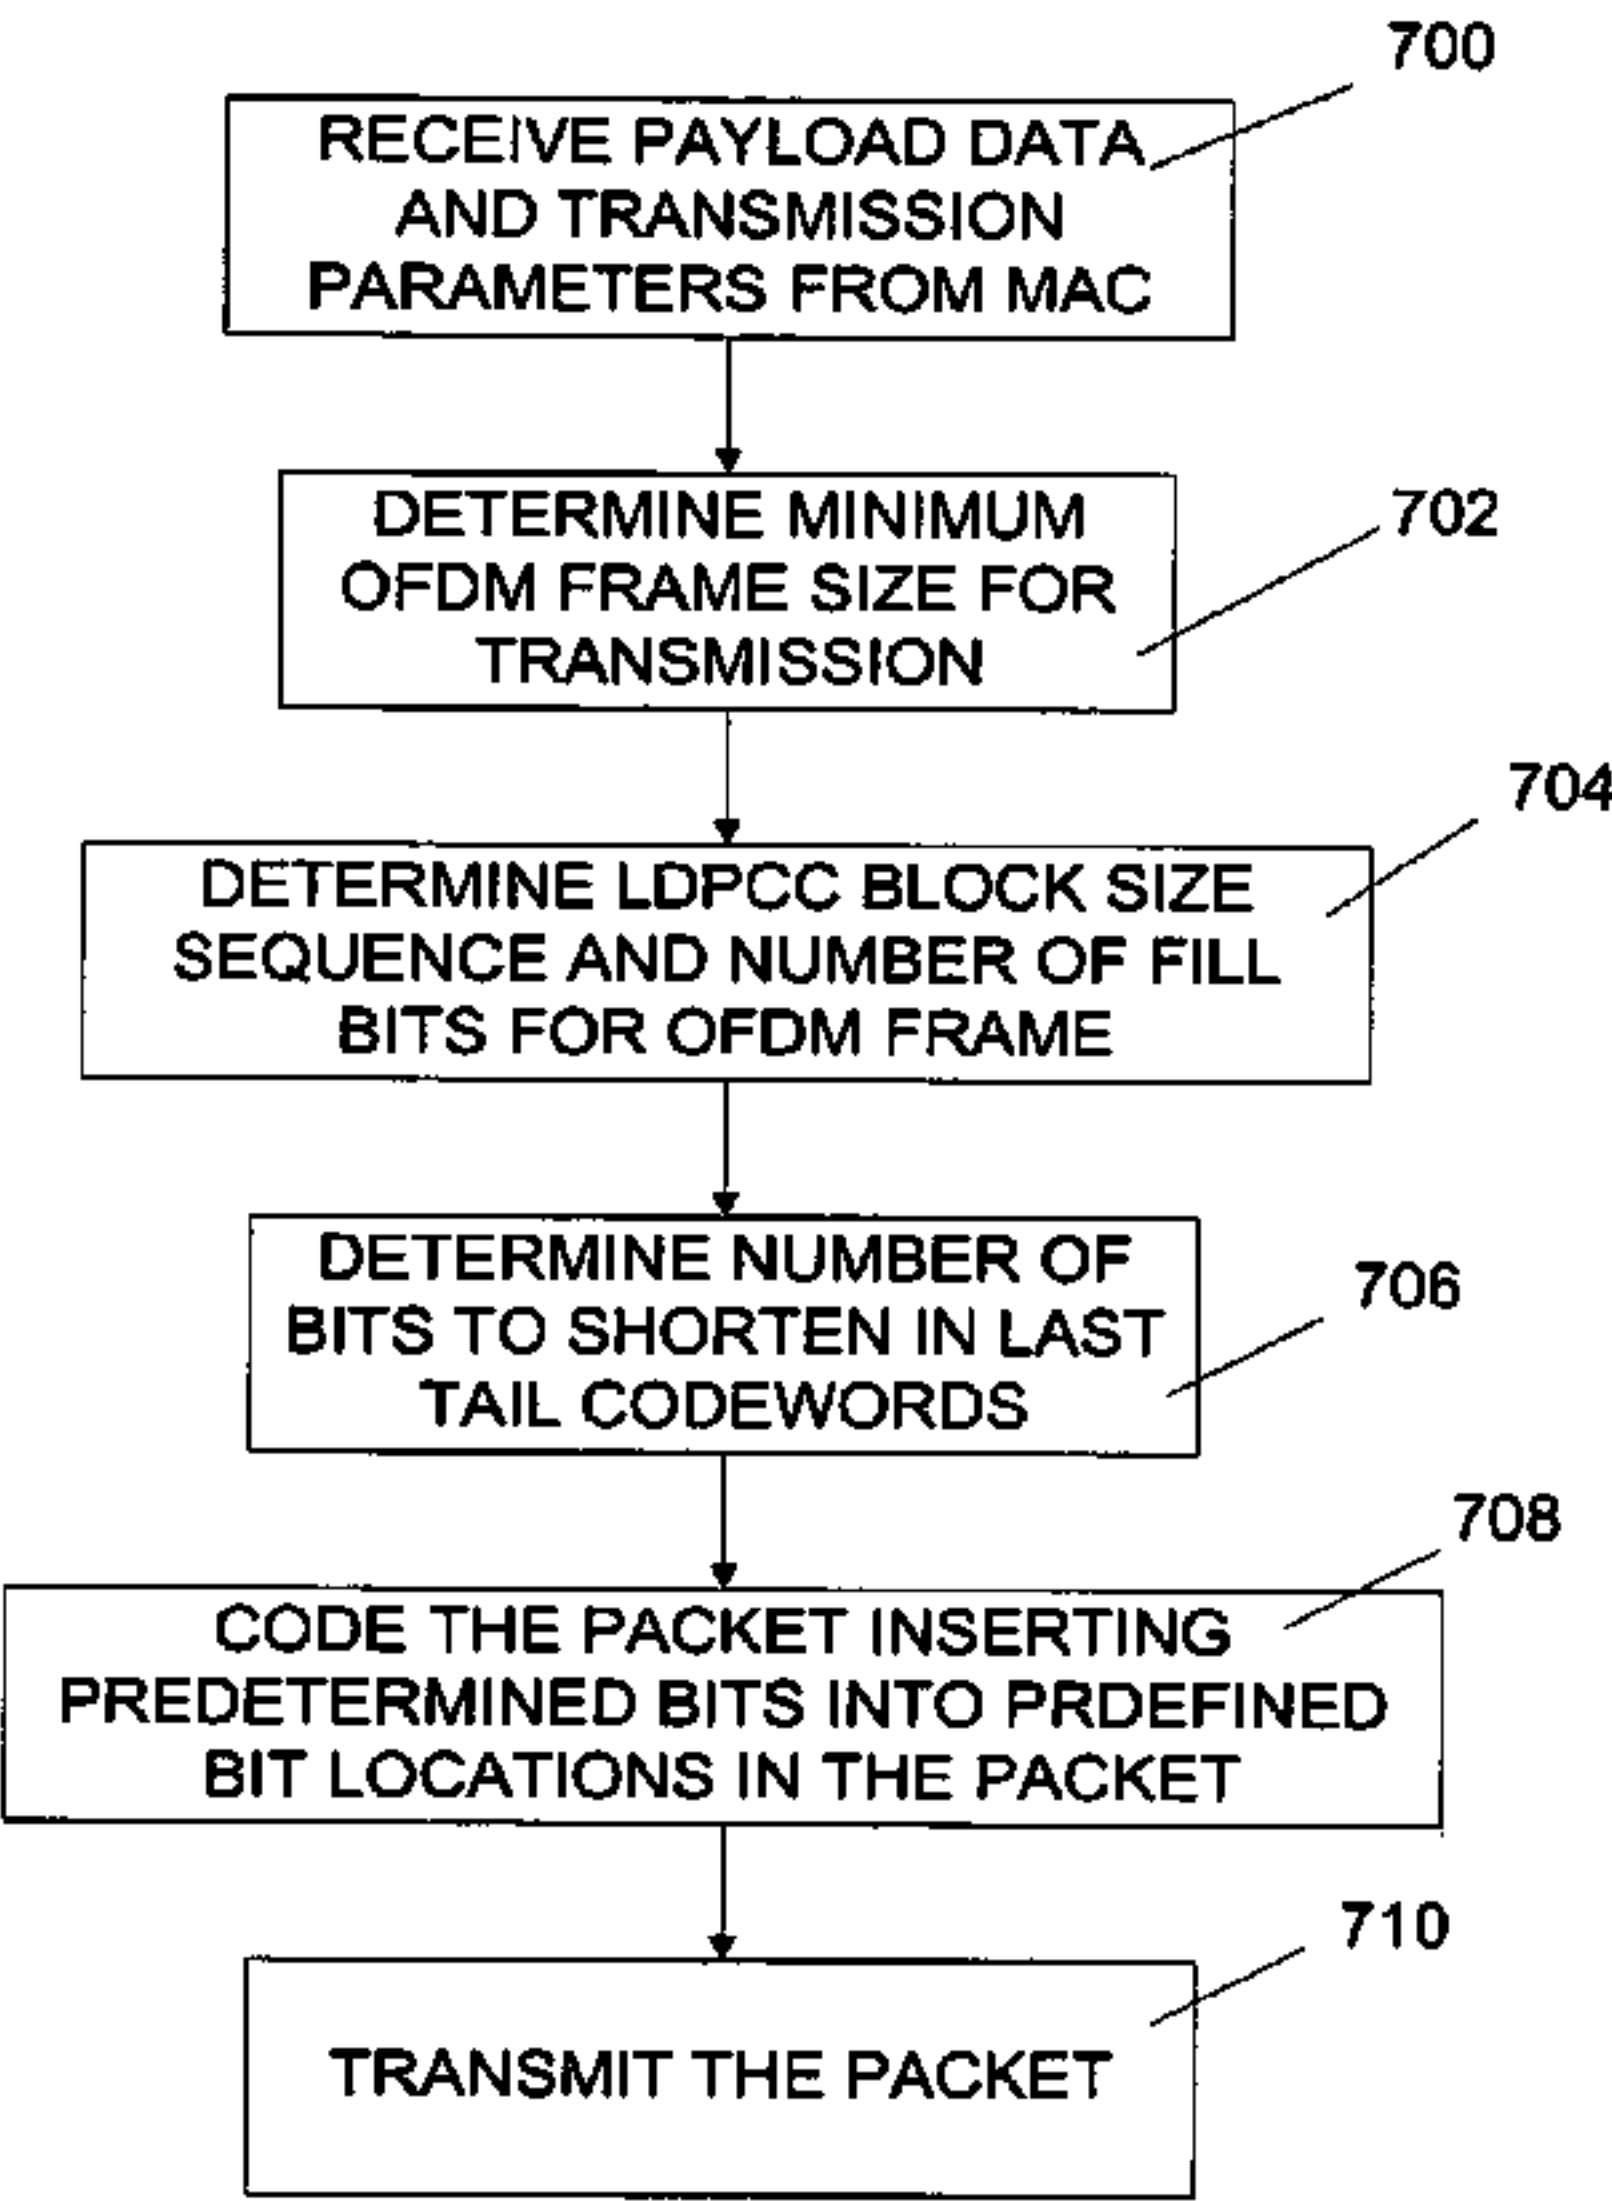 700
RECEIVE PAYLOAD DATA
AND TRANSMISSION
PARAMETERS FROM MAC
702
DETERMINE MINIMUM
OFDM FRAME SIZE FOR
TRANSMISSION
704
DETERMINE LDPCC BLOCK SIZE
SEQUENCE AND NUMBER OF FILL
BITS FOR OFDM FRAME
706
DETERMINE NUMBER OF
BITS TO SHORTEN IN LAST
TAIL CODEWORDS
708
CODE THE PACKET INSERTING
PREDETERMINED BITS INTO PRDEFINED
BIT LOCATIONS IN THE PACKET
710
TRANSMIT THE PACKET